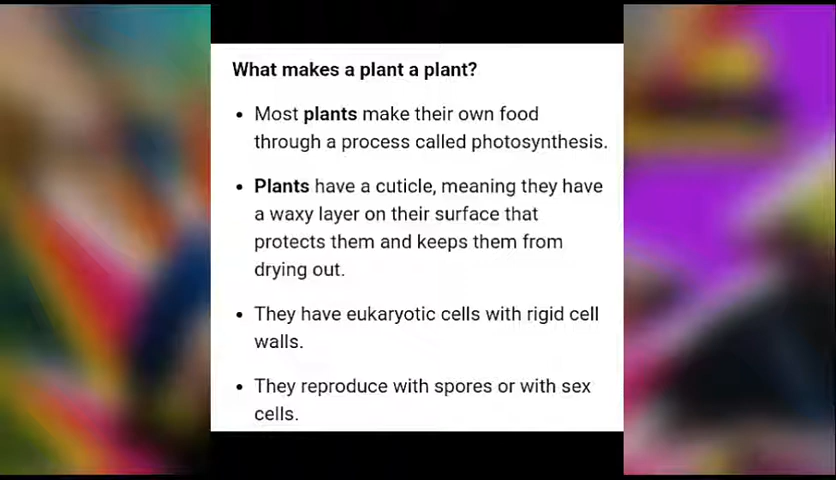 What makes a plant a plant?
• Most plants make their own food
through a process called photosynthesis.
• Plants have a cuticle, meaning they have
a waxy layer on their surface that
protects them and keeps them from
drying out.
• They have eukaryotic cells with rigid cell
walls.
• They reproduce with spores or with sex
cells.